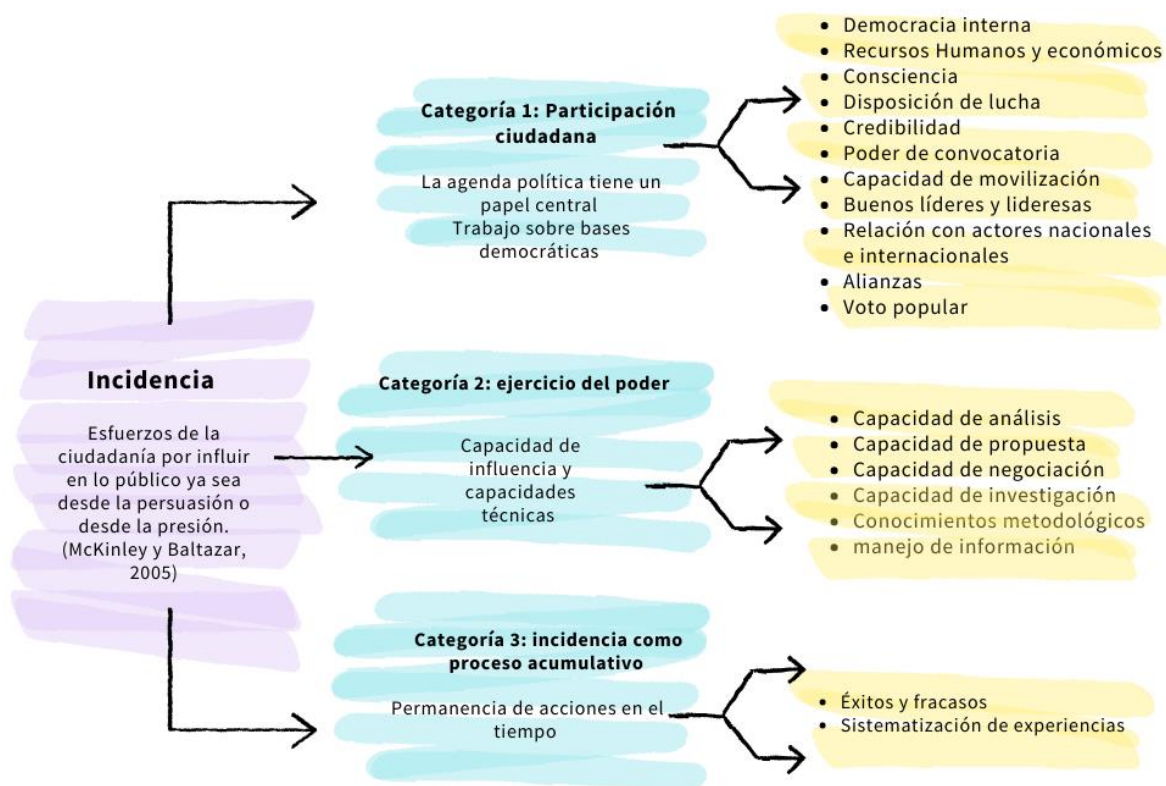 Incidencia
Esfuerzos de la
ciudadanía por influir
en lo público ya sea
desde la persuasión o
desde la presión.
(McKinley y Baltazar,
2005)
Categoría 1: Participación
ciudadana
La agenda política tiene un
papel central
Trabajo sobre bases
democráticas
• Democracia interna
• Recursos Humanos y económicos
• Consciencia
• Disposición de lucha
• Credibilidad
• Poder de convocatoria
• Capacidad de movilización
• Buenos líderes y lideresas
• Relación con actores nacionales
e internacionales
• Alianzas
• Voto popular
Categoría 2: ejercicio del poder
Capacidad de
influencia y
capacidades
técnicas
• Capacidad de análisis
• Capacidad de propuesta
• Capacidad de negociación
• Capacidad de investigación
• Conocimientos metodológicos
• manejo de información
Categoría 3: incidencia como
proceso acumulativo
Permanencia de acciones en el
tiempo
• Éxitos y fracasos
• Sistematización de experiencias